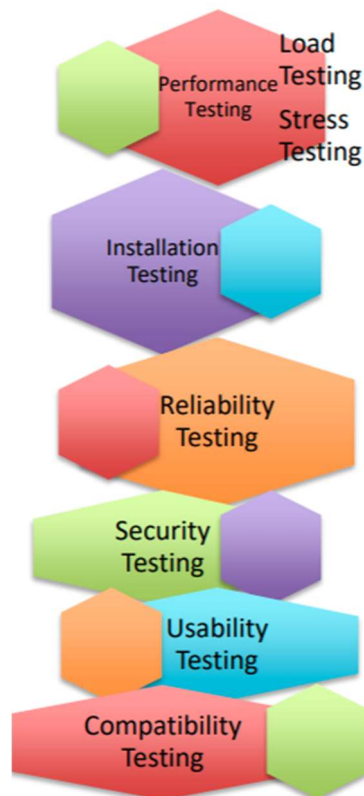 Performance
Testing
Load
Testing
Stress
Testing
Installation
Testing
Reliability
Testing
Security
Testing
Usability
Testing
Compatibility
Testing